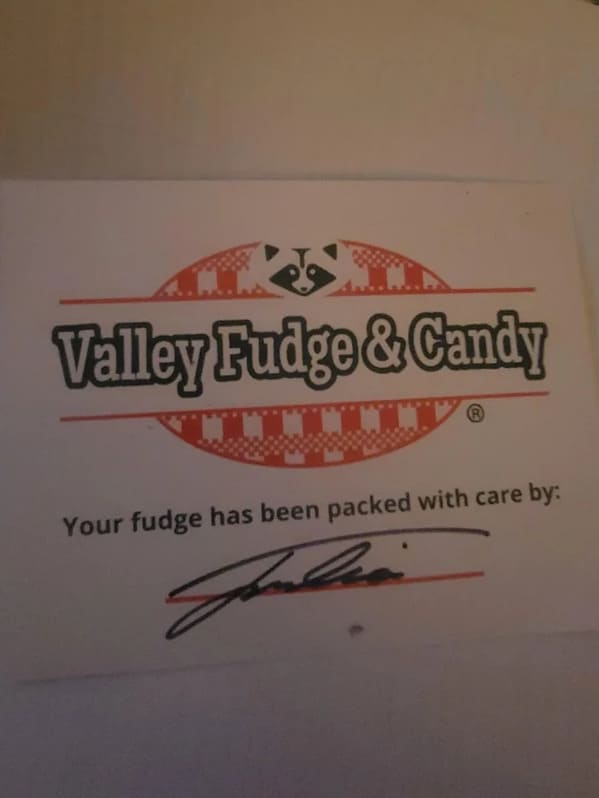 Valley Fudge & Candy
®
Your fudge has been packed with care by: